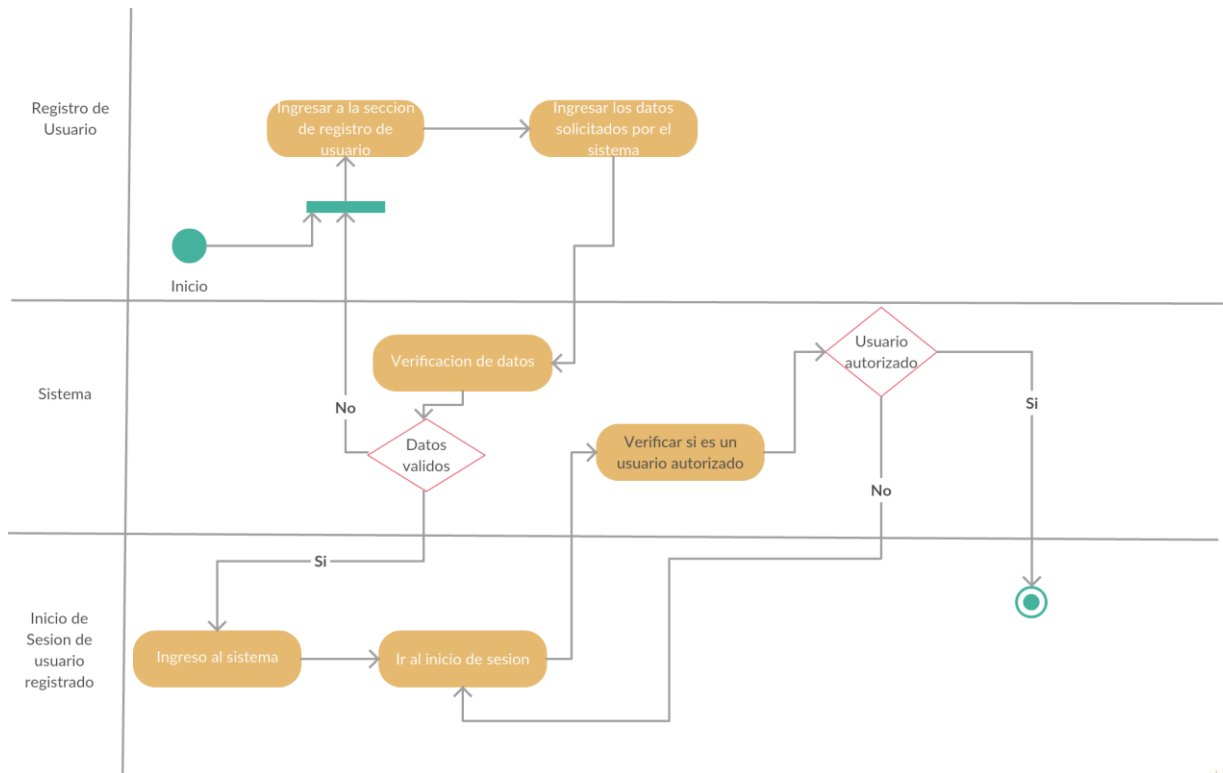 Registro de
Usuario
Ingresar a la seccion
de registro de
usuario
Ingresar los datos
solicitados por el
sistema
Inicio
Sistema
Verificacion de datos
Usuario
autorizado
No
Si
Datos
validos
Verificar si es un
usuario autorizado
No
Si
Inicio de
Sesion de
usuario
registrado
Ingreso al sistema
Ir al inicio de sesion